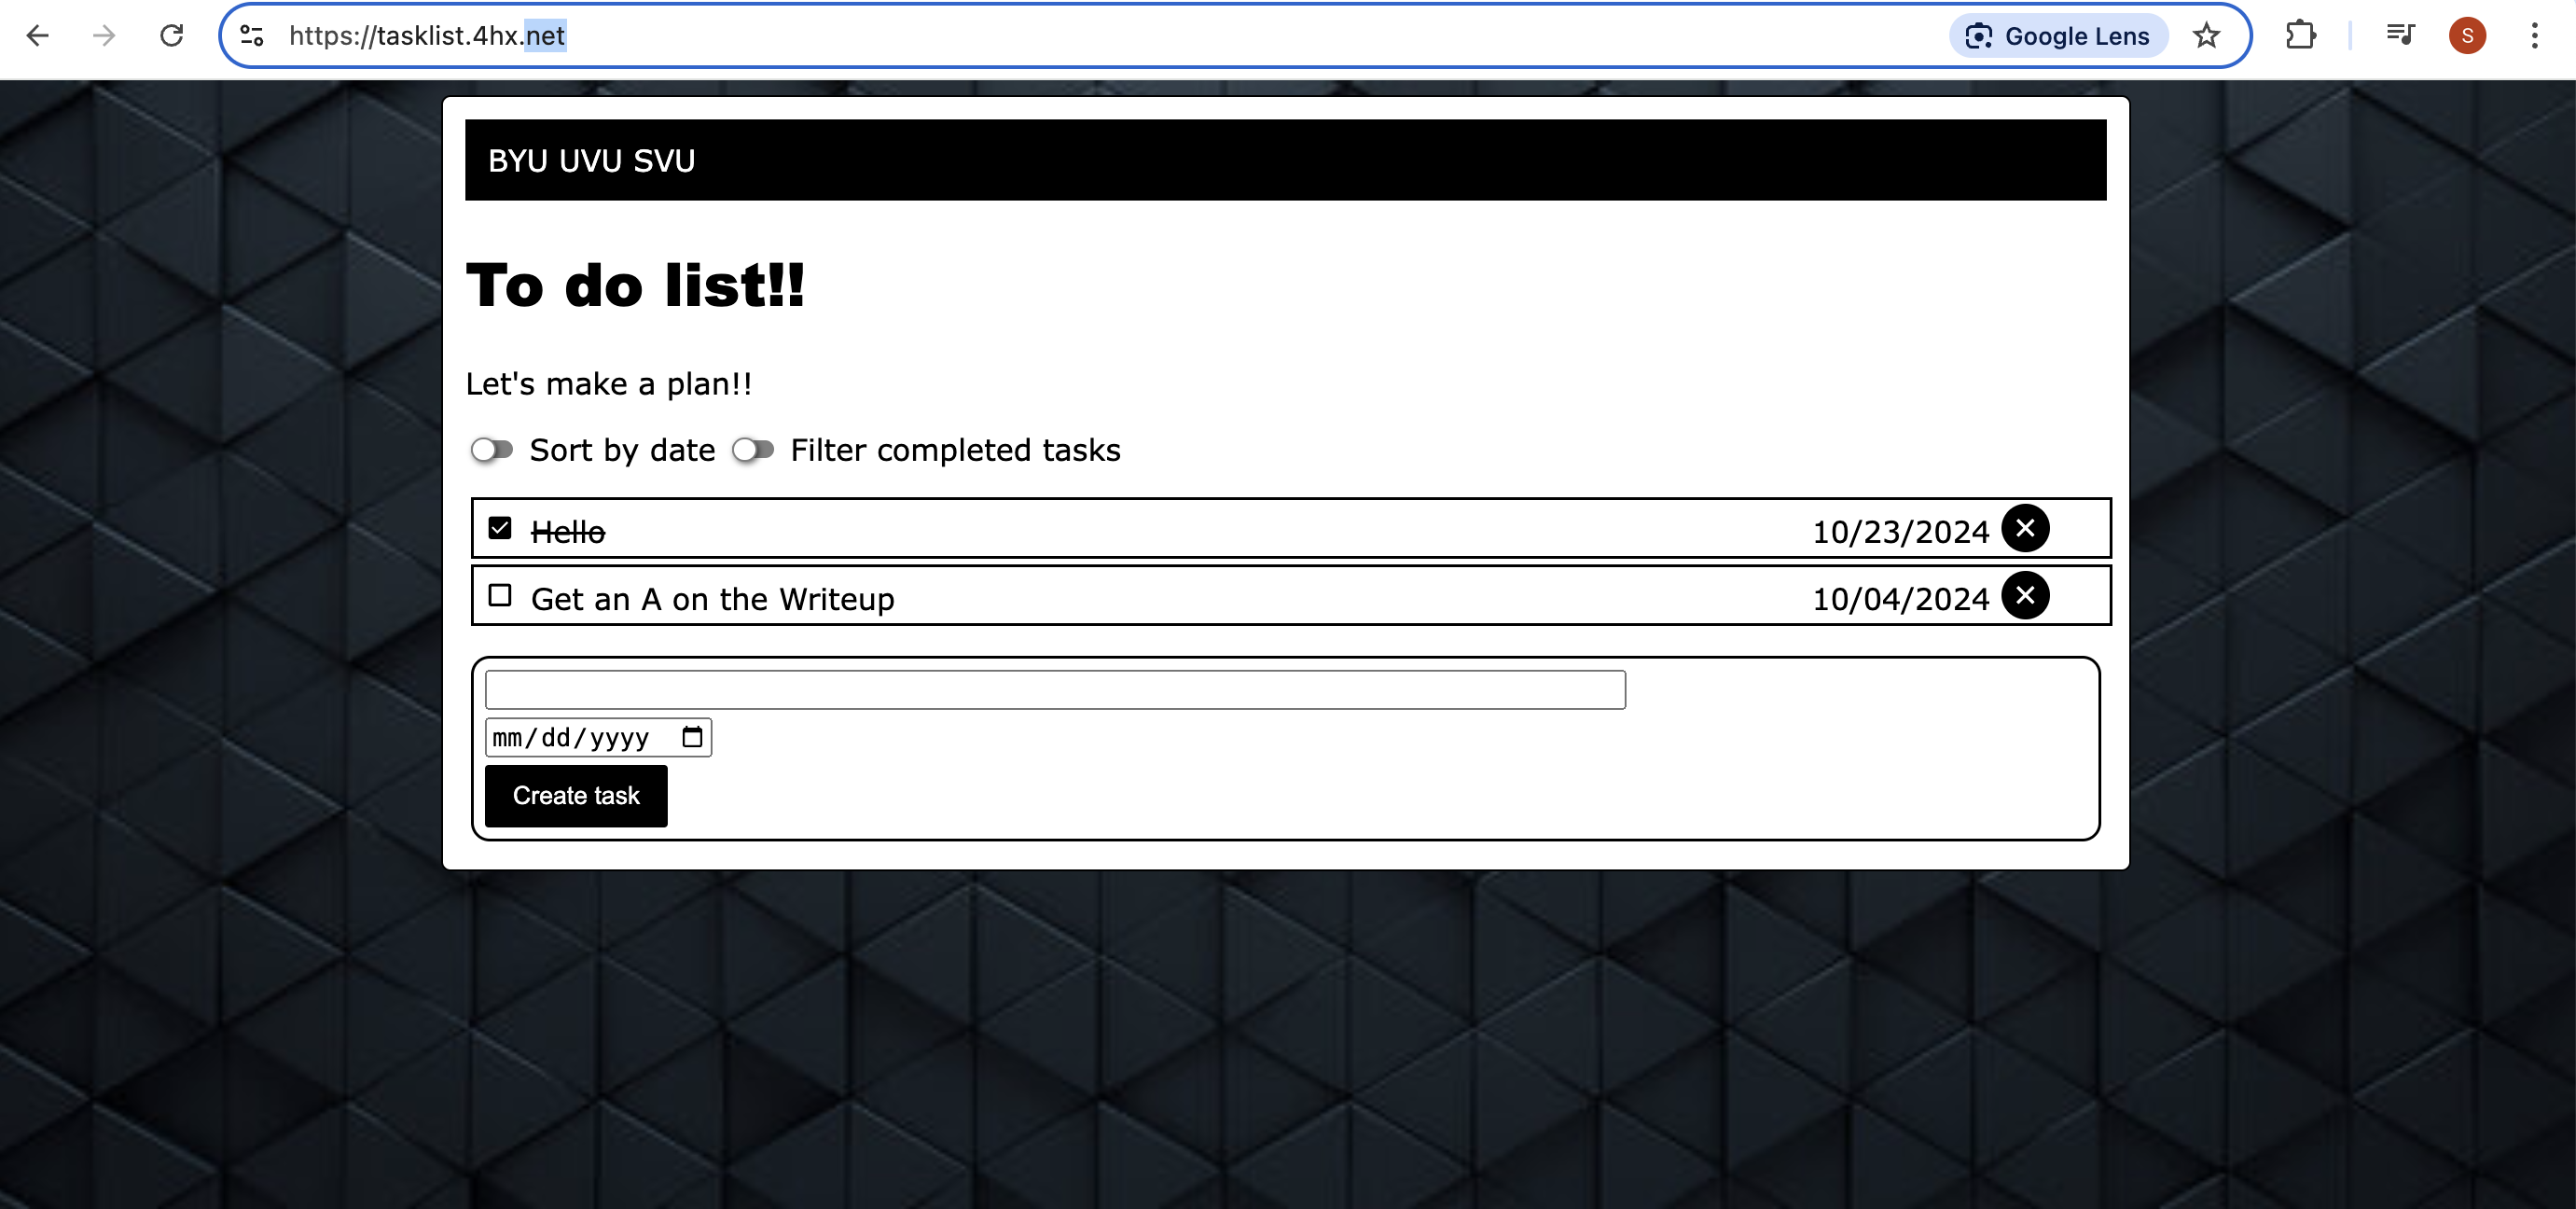 https://tasklist.4hx.net
Google Lens
S
BYU UVU SVU
To do list!!
Let's make a plan!!
Sort by date Filter completed tasks
Hello 10/23/2024
Get an A on the Writeup 10/04/2024
mm/dd/yyyy
Create task